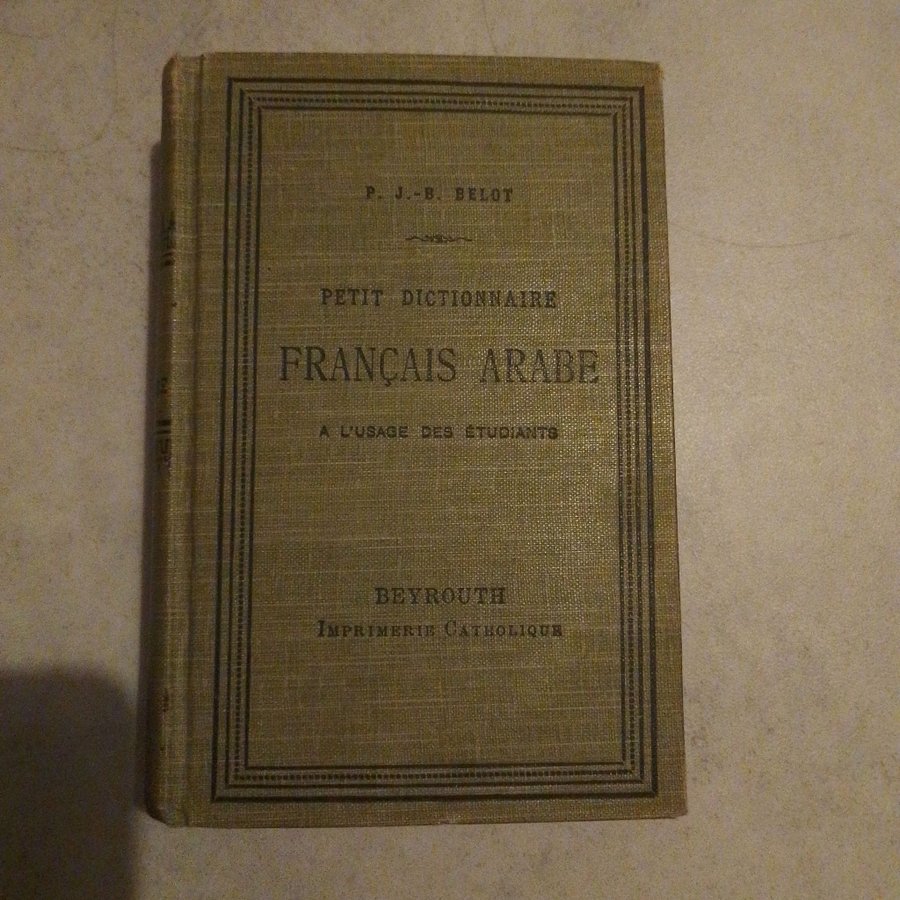 P. J.-B. BELOT
PETIT DICTIONNAIRE
FRANÇAIS ARABE
A L'USAGE DES ÉTUDIANTS
BEYROUTH
IMPRIMERIE CATHOLIQUE